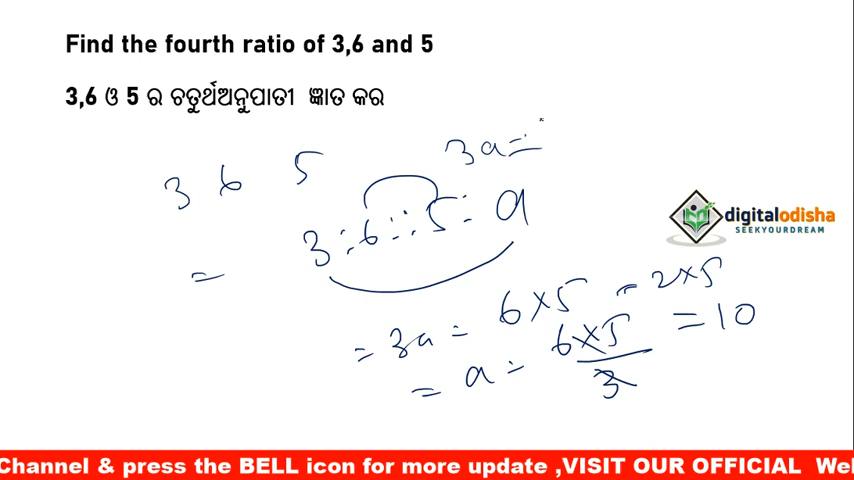 Find the fourth ratio of 3,6 and 5
3,6 ଓ 5 ର ଚତୁର୍ଥଅନୁପାତୀ ଜ୍ଞାତ କର
3a=
3 6 5
3:6::5:a
=
digitalodisha
SEEKYOURDREAM
= 3a = 6×5 = 2×5
= a = 6×5/3 = 10
Channel & press the BELL icon for more update ,VISIT OUR OFFICIAL Wel